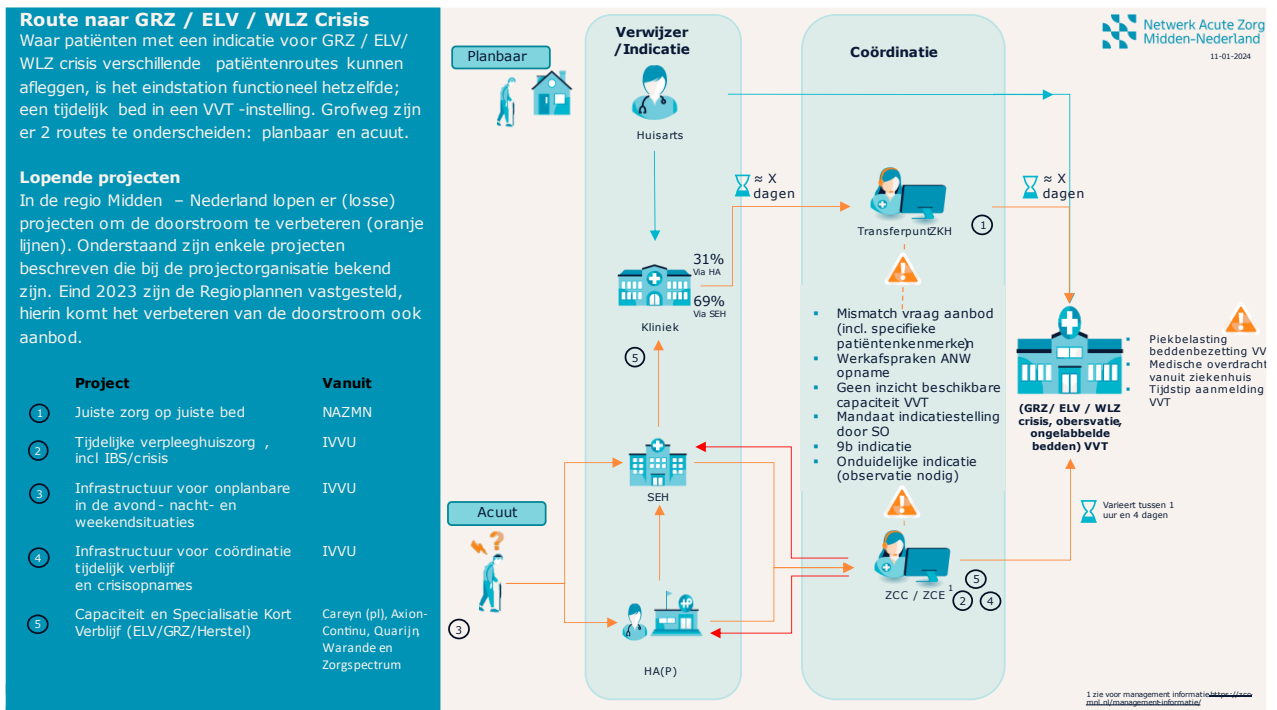 Route naar GRZ / ELV / WLZ Crisis
Waar patiënten met een indicatie voor GRZ / ELV/
WLZ crisis verschillende patiëntenroutes kunnen
afleggen, is het eindstation functioneel hetzelfde;
een tijdelijk bed in een VVT -instelling. Grofweg zijn
er 2 routes te onderscheiden: planbaar en acuut.
Lopende projecten
In de regio Midden – Nederland lopen er (losse)
projecten om de doorstroom te verbeteren (oranje
lijnen). Onderstaand zijn enkele projecten
beschreven die bij de projectorganisatie bekend
zijn. Eind 2023 zijn de Regioplannen vastgesteld,
hierin komt het verbeteren van de doorstroom ook
aanbod.
Project Vanuit
1 Juiste zorg op juiste bed NAZMN
2 Tijdelijke verpleeghuiszorg , IVVU
incl IBS/crisis
3 Infrastructuur voor onplanbare IVVU
in de avond- nacht- en
weekendsituaties
4 Infrastructuur voor coördinatie IVVU
tijdelijk verblijf
en crisisopnames
5 Capaciteit en Specialisatie Kort Careyn (pl), Axion-
Verblijf (ELV/GRZ/Herstel) Continu, Quarijn,
Warande en
Zorgspectrum
Planbaar
Verwijzer
/Indicatie
Coördinatie
Netwerk Acute Zorg
Midden-Nederland
11-01-2024
Huisarts
≈ X
dagen
≈ X
dagen
Transferpunt ZKH
1
31%
Via HA
69%
Via SEH
Kliniek
5
▪ Mismatch vraag aanbod
(incl. specifieke
patiëntenkenmerken)
▪ Werkafspraken ANW
opname
▪ Geen inzicht beschikbare
capaciteit VVT
▪ Mandaat indicatiestelling
door SO
▪ 9b indicatie
▪ Onduidelijke indicatie
(observatie nodig)
▪ Piekbelasting
beddenbezetting VV
▪ Medische overdracht
vanuit ziekenhuis
▪ Tijdstip aanmelding
VVT
(GRZ/ ELV / WLZ
crisis, obersvatie,
ongelabbelde
bedden) VVT
SEH
Acuut
Varieert tussen 1
uur en 4 dagen
ZCC / ZCE 1
5
2 4
3
HA(P)
1 zie voor management informatie https://zcc-
mnl.nl/management-informatie/